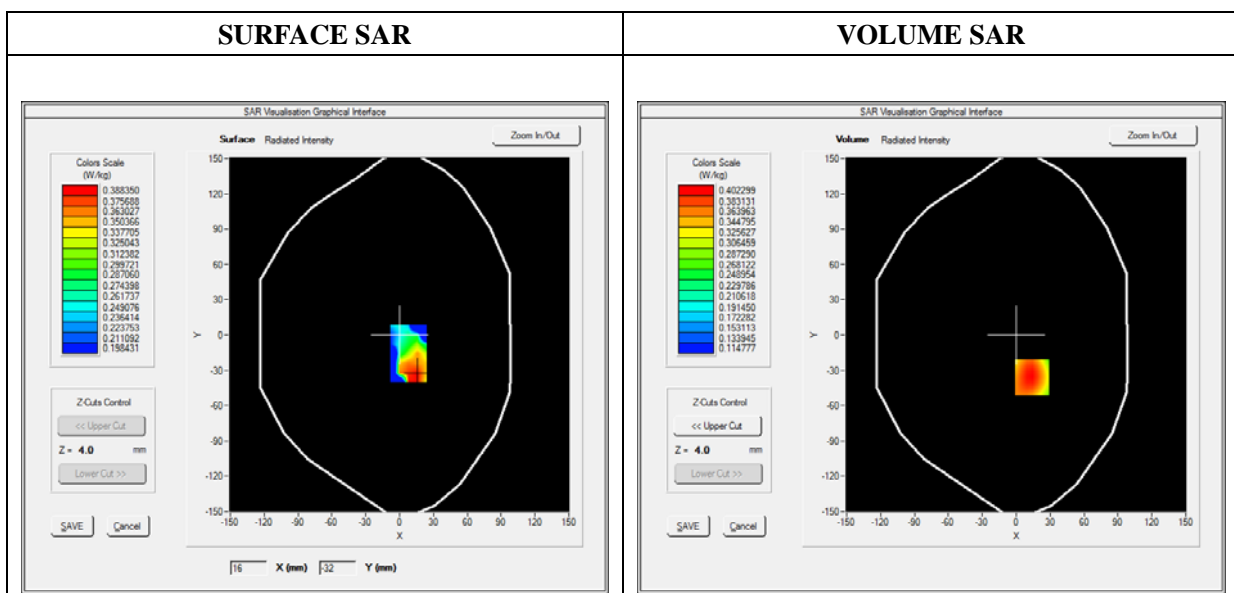 SURFACE SAR
VOLUME SAR
SAR Visualisation Graphical Interface
Surface Radiated Intensity
Zoom In/Out
Colors Scale
(W/kg)
0.388350
0.375688
0.363027
0.350366
0.337705
0.325043
0.312382
0.299721
0.287060
0.274398
0.261737
0.249076
0.236414
0.223753
0.211092
0.198431
150
120
90
60
30
0
-30
-60
-90
-120
-150
Y
-150 -120 -90 -60 -30 0 30 60 90 120 150
X
Z-Cuts Control
<< Upper Cut
Z = 4.0 mm
Lower Cut >>
SAVE Cancel
16 X (mm) -32 Y (mm)
SAR Visualisation Graphical Interface
Volume Radiated Intensity
Zoom In/Out
Colors Scale
(W/kg)
0.402299
0.383131
0.363963
0.344795
0.325627
0.306459
0.287290
0.268122
0.248954
0.229786
0.210618
0.191450
0.172282
0.153113
0.133945
0.114777
150
120
90
60
30
0
-30
-60
-90
-120
-150
Y
-150 -120 -90 -60 -30 0 30 60 90 120 150
X
Z-Cuts Control
<< Upper Cut
Z = 4.0 mm
Lower Cut >>
SAVE Cancel